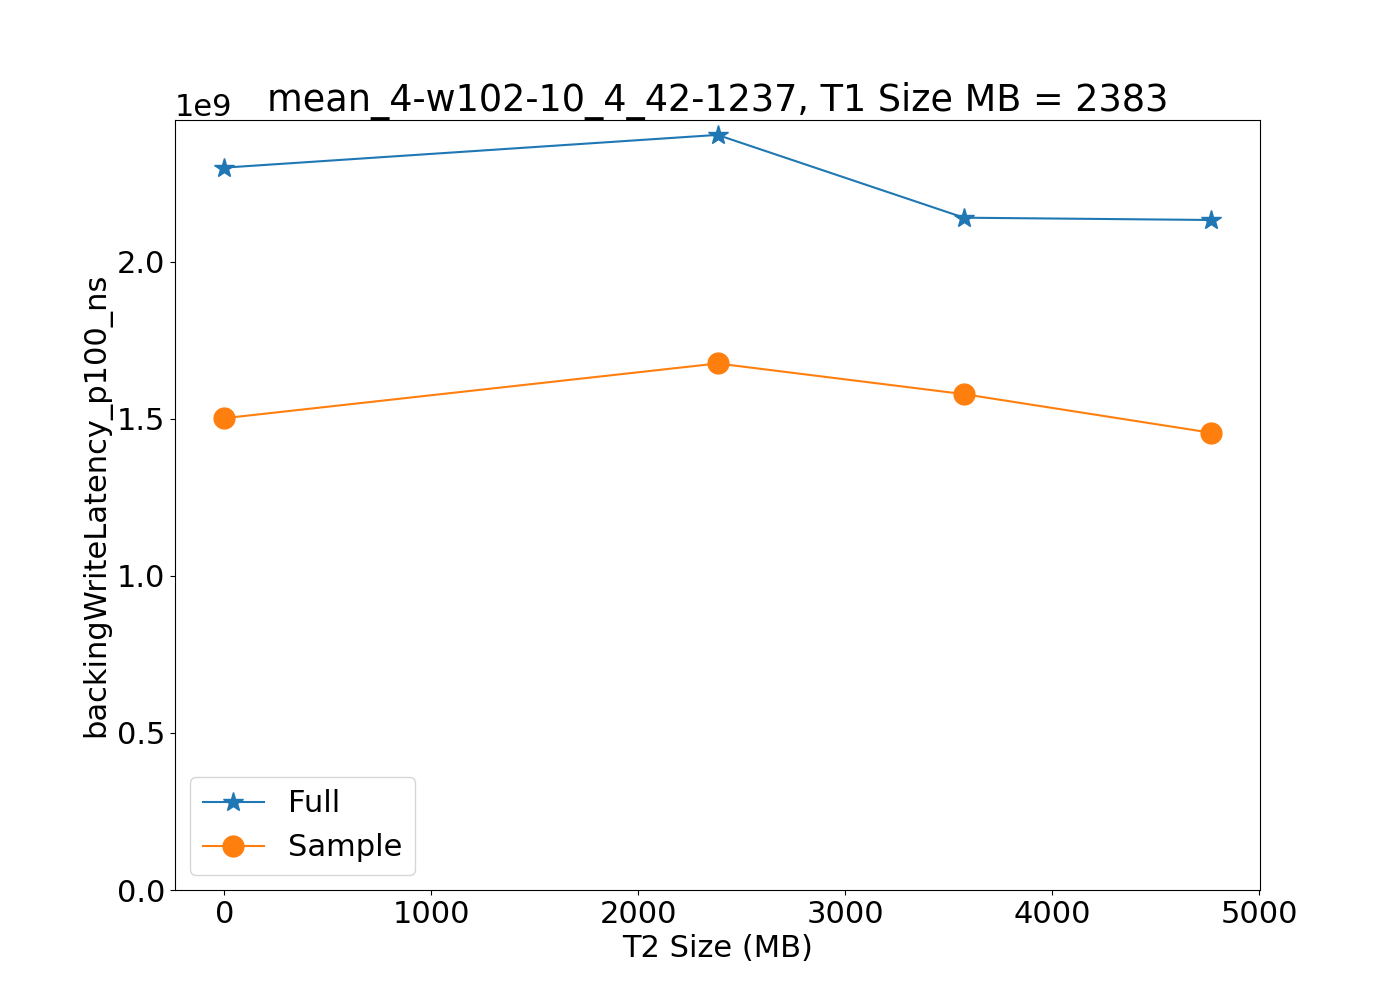 1e9
mean_4-w102-10_4_42-1237, T1 Size MB = 2383
backingWriteLatency_p100_ns
2.0
1.5
1.0
0.5
0.0
Full
Sample
0 1000 2000 3000 4000 5000
T2 Size (MB)